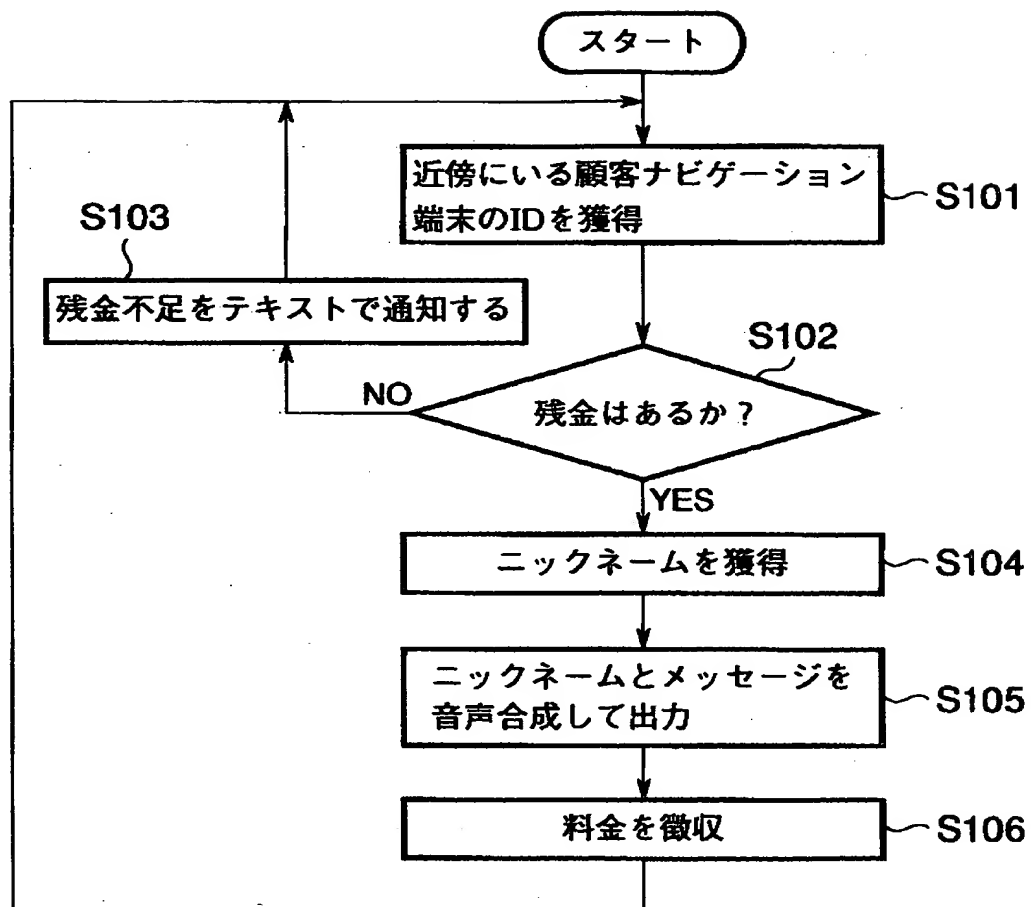 スタート
近傍にいる顧客ナビゲーション
端末のIDを獲得
S101
S103
残金不足をテキストで通知する
S102
残金はあるか？
NO
YES
ニックネームを獲得
S104
ニックネームとメッセージを
音声合成して出力
S105
料金を徴収
S106